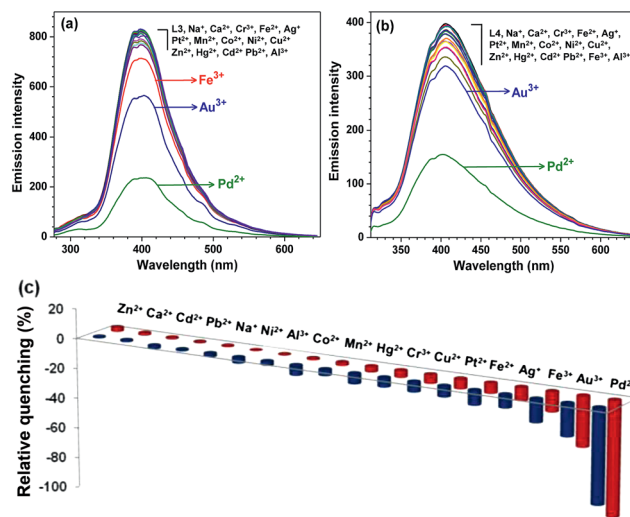 (a)
L3, Na⁺, Ca²⁺, Cr³⁺, Fe²⁺, Ag⁺
Pt²⁺, Mn²⁺, Co²⁺, Ni²⁺, Cu²⁺
Zn²⁺, Hg²⁺, Cd²⁺ Pb²⁺, Al³⁺
Fe³⁺
Au³⁺
Pd²⁺
Emission intensity
800
600
400
200
0
300 400 500 600
Wavelength (nm)
(b)
L4, Na⁺, Ca²⁺, Cr³⁺, Fe²⁺, Ag⁺,
Pt²⁺, Mn²⁺, Co²⁺, Ni²⁺, Cu²⁺,
Zn²⁺, Hg²⁺, Cd²⁺ Pb²⁺, Fe³⁺, Al³⁺
Au³⁺
Pd²⁺
Emission intensity
400
300
200
100
0
350 400 450 500 550 600
Wavelength (nm)
(c)
Relative quenching (%)
20
0
-20
-40
-60
-80
-100
Zn²⁺ Ca²⁺ Cd²⁺ Pb²⁺ Na⁺ Ni²⁺ Al³⁺ Co²⁺ Mn²⁺ Hg²⁺ Cr³⁺ Cu²⁺ Pt²⁺ Fe²⁺ Ag⁺ Fe³⁺ Au³⁺ Pd²